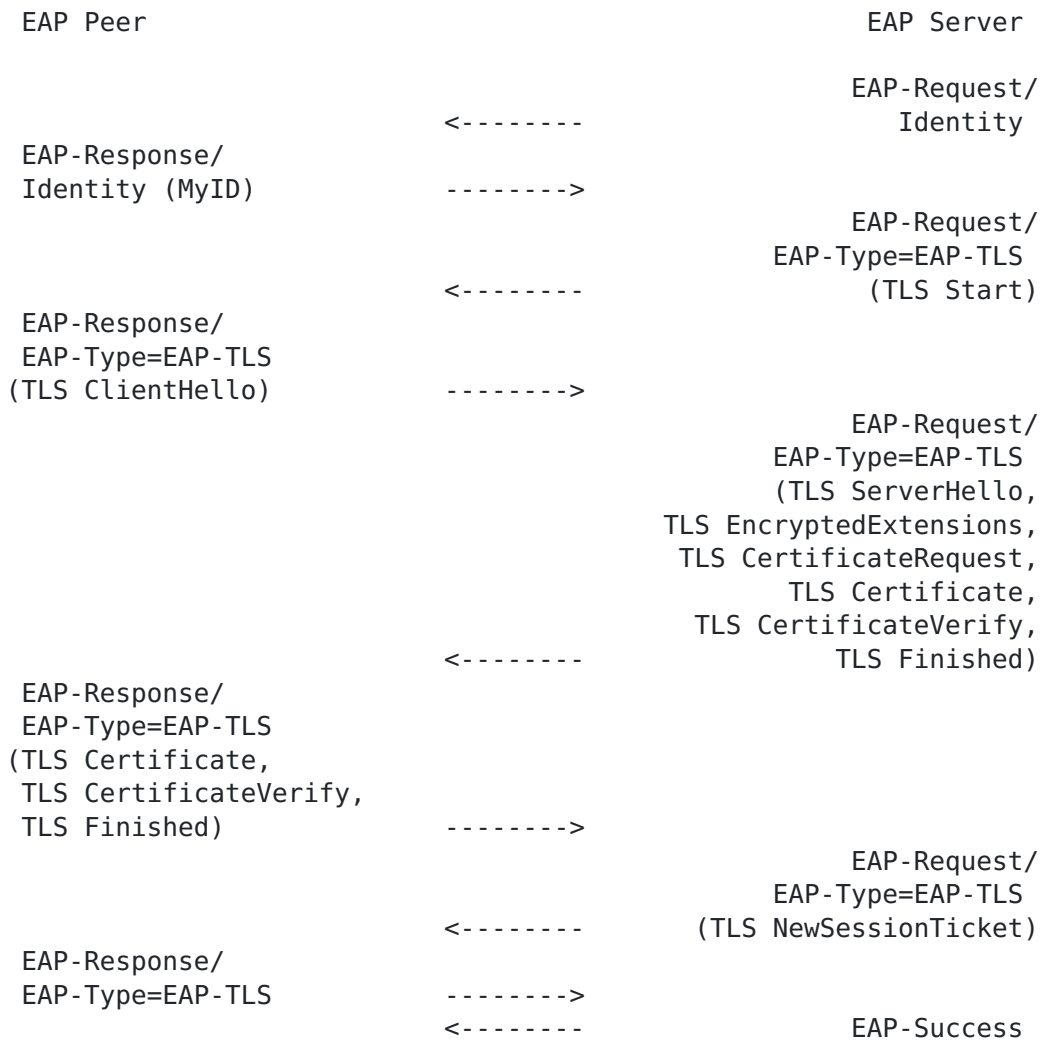 EAP Peer                                              EAP Server

                                                     EAP-Request/
                            <--------                    Identity
 EAP-Response/
 Identity (MyID)            -------->
                                                     EAP-Request/
                                                EAP-Type=EAP-TLS
                            <--------                 (TLS Start)
 EAP-Response/
 EAP-Type=EAP-TLS
(TLS ClientHello)           -------->
                                                     EAP-Request/
                                                EAP-Type=EAP-TLS
                                                (TLS ServerHello,
                                         TLS EncryptedExtensions,
                                          TLS CertificateRequest,
                                                 TLS Certificate,
                                           TLS CertificateVerify,
                            <--------               TLS Finished)
 EAP-Response/
 EAP-Type=EAP-TLS
(TLS Certificate,
 TLS CertificateVerify,
 TLS Finished)              -------->
                                                     EAP-Request/
                                                EAP-Type=EAP-TLS
                            <--------      (TLS NewSessionTicket)
 EAP-Response/
 EAP-Type=EAP-TLS           -------->
                            <--------                EAP-Success